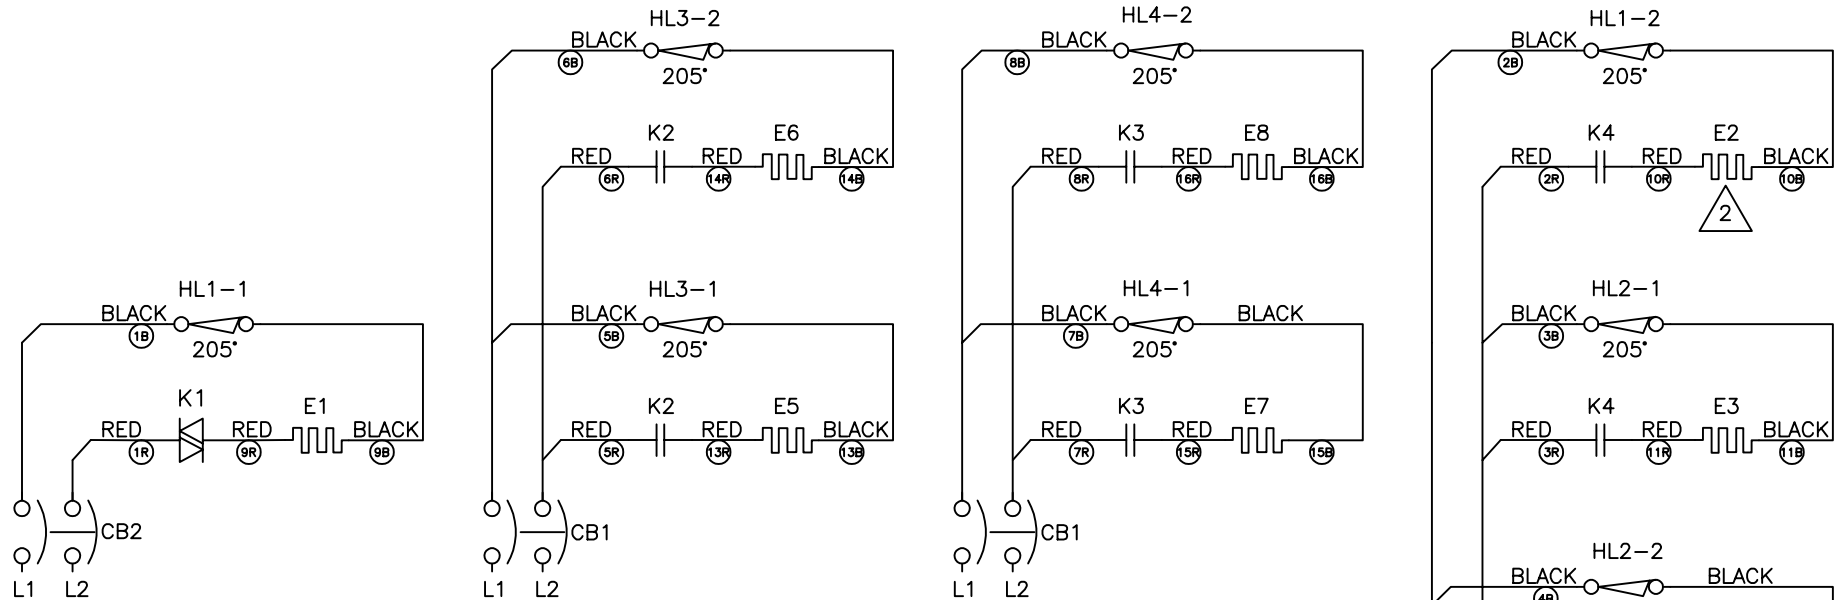 HL1-1
BLACK
1B
205°
K1
E1
RED
RED
BLACK
1R
9R
9B
CB2
L1
L2
HL3-2
BLACK
6B
205°
K2
E6
RED
RED
BLACK
6R
14R
14B
HL3-1
BLACK
5B
205°
K2
E5
RED
RED
BLACK
5R
13R
13B
CB1
L1
L2
HL4-2
BLACK
8B
205°
K3
E8
RED
RED
BLACK
8R
16R
16B
HL4-1
BLACK
BLACK
7B
205°
K3
E7
RED
RED
7R
15R
15B
CB1
L1
L2
HL1-2
BLACK
2B
205°
K4
E2
RED
RED
BLACK
2R
10R
10B
2
HL2-1
BLACK
3B
205°
K4
E3
RED
RED
BLACK
3R
11R
11B
HL2-2
BLACK
BLACK
4B